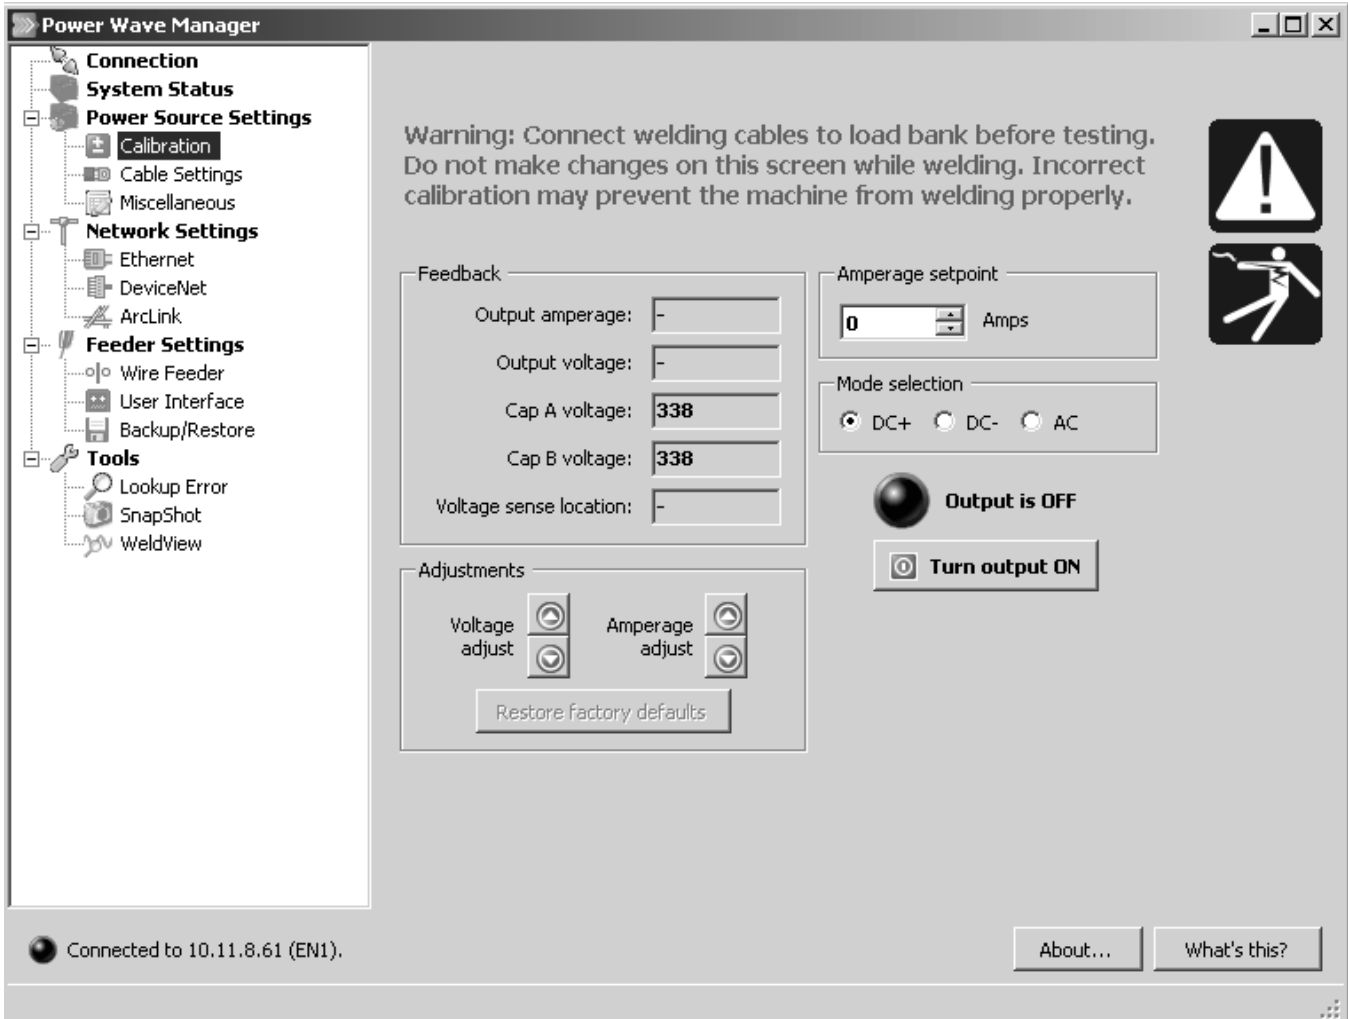 Power Wave Manager
Connection
System Status
Power Source Settings
Calibration
Cable Settings
Miscellaneous
Network Settings
Ethernet
DeviceNet
ArcLink
Feeder Settings
Wire Feeder
User Interface
Backup/Restore
Tools
Lookup Error
SnapShot
WeldView
Warning: Connect welding cables to load bank before testing.
Do not make changes on this screen while welding. Incorrect
calibration may prevent the machine from welding properly.
Feedback
Output amperage: -
Output voltage: -
Cap A voltage: 338
Cap B voltage: 338
Voltage sense location: -
Adjustments
Voltage
adjust
Amperage
adjust
Restore factory defaults
Amperage setpoint
0 Amps
Mode selection
DC+ DC- AC
Output is OFF
Turn output ON
Connected to 10.11.8.61 (EN1).
About...
What's this?